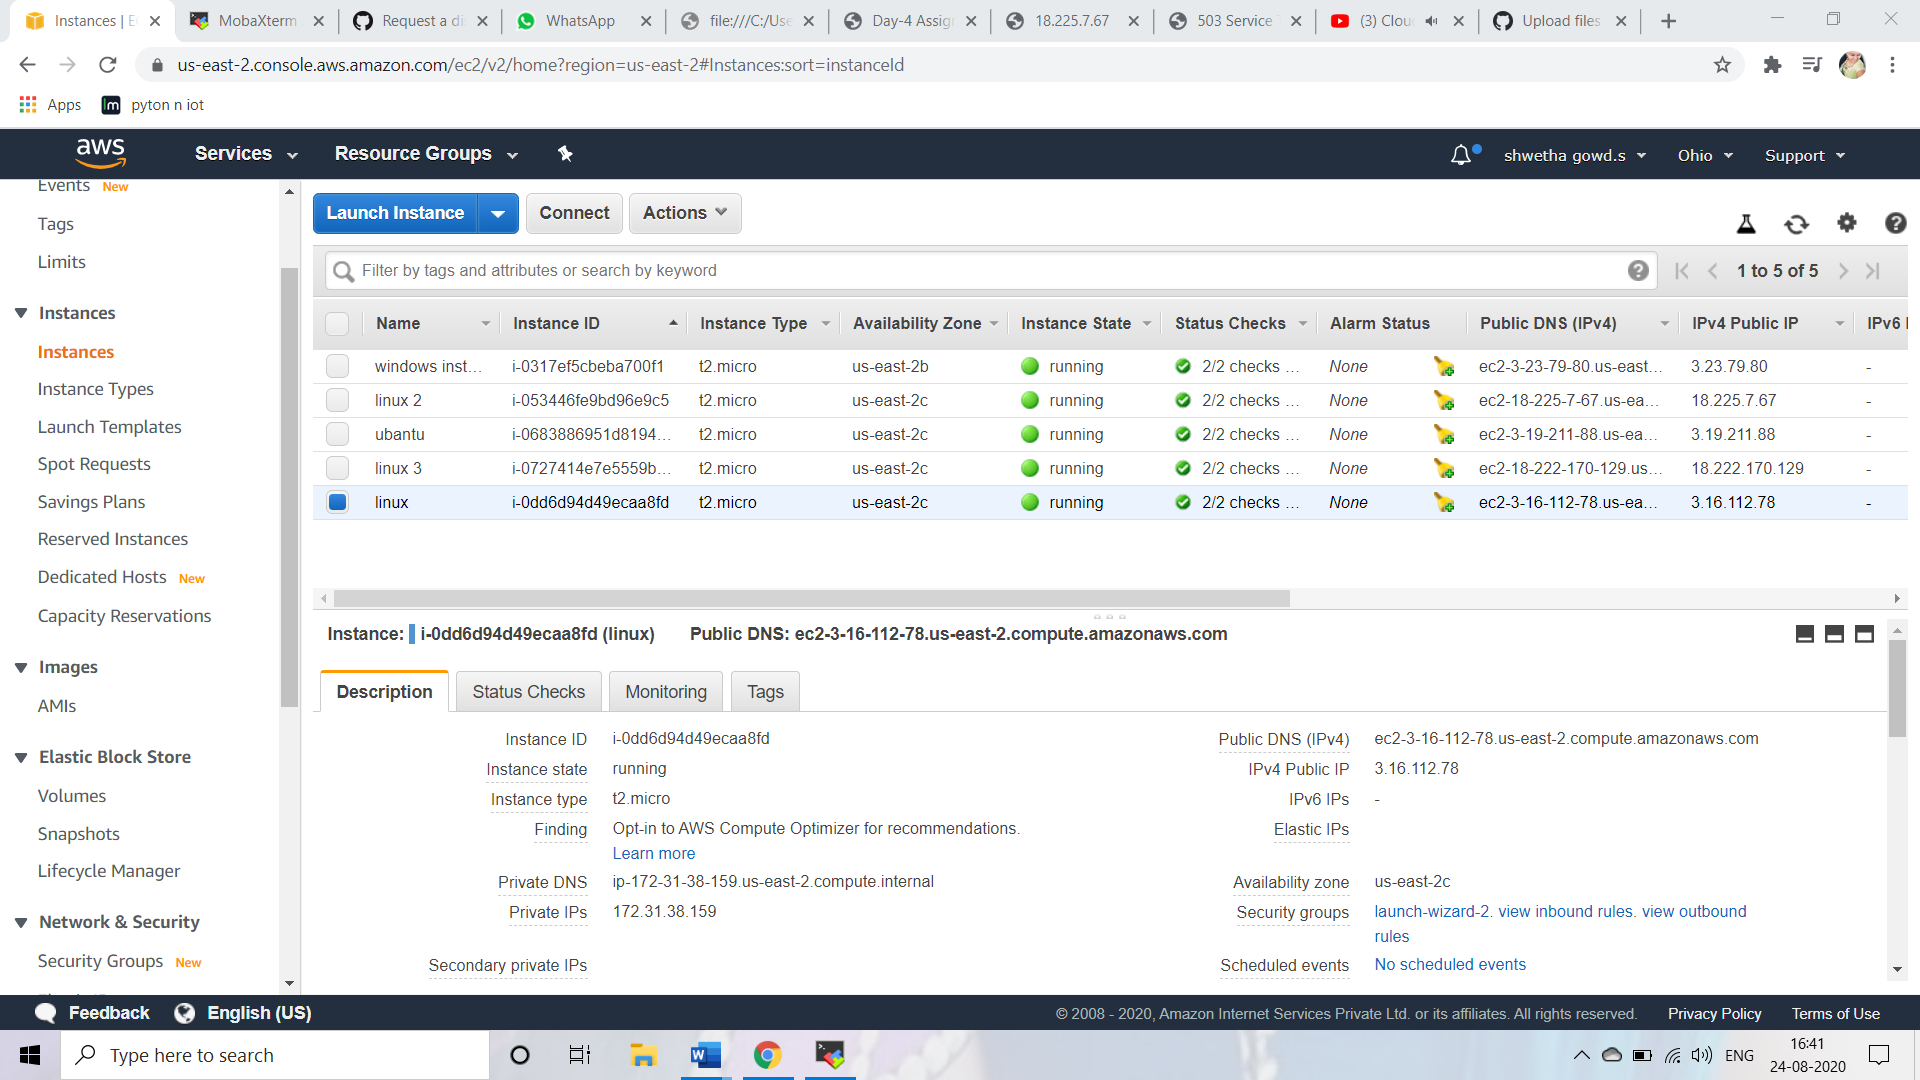 Instances | E
MobaXterm
Request a di
WhatsApp
file:///C:/Use
Day-4 Assig
18.225.7.67
503 Service
(3) Clou
Upload files
us-east-2.console.aws.amazon.com/ec2/v2/home?region=us-east-2#Instances:sort=instanceId
Apps
lm
pyton n iot
aws
Services
Resource Groups
shwetha gowd.s
Ohio
Support
Events New
Tags
Limits
Instances
Instances
Instance Types
Launch Templates
Spot Requests
Savings Plans
Reserved Instances
Dedicated Hosts New
Capacity Reservations
Images
AMIs
Elastic Block Store
Volumes
Snapshots
Lifecycle Manager
Network & Security
Security Groups New
Launch Instance
Connect
Actions
Filter by tags and attributes or search by keyword
1 to 5 of 5
Name Instance ID Instance Type Availability Zone Instance State Status Checks Alarm Status Public DNS (IPv4) IPv4 Public IP IPv6
windows inst... i-0317ef5cbeba700f1 t2.micro us-east-2b running 2/2 checks ... None ec2-3-23-79-80.us-east... 3.23.79.80 -
linux 2 i-053446fe9bd96e9c5 t2.micro us-east-2c running 2/2 checks ... None ec2-18-225-7-67.us-ea... 18.225.7.67 -
ubantu i-0683886951d8194... t2.micro us-east-2c running 2/2 checks ... None ec2-3-19-211-88.us-ea... 3.19.211.88 -
linux 3 i-0727414e7e5559b... t2.micro us-east-2c running 2/2 checks ... None ec2-18-222-170-129.us... 18.222.170.129 -
linux i-0dd6d94d49ecaa8fd t2.micro us-east-2c running 2/2 checks ... None ec2-3-16-112-78.us-ea... 3.16.112.78 -
Instance: i-0dd6d94d49ecaa8fd (linux) Public DNS: ec2-3-16-112-78.us-east-2.compute.amazonaws.com
Description
Status Checks
Monitoring
Tags
Instance ID i-0dd6d94d49ecaa8fd
Instance state running
Instance type t2.micro
Finding Opt-in to AWS Compute Optimizer for recommendations.
Learn more
Private DNS ip-172-31-38-159.us-east-2.compute.internal
Private IPs 172.31.38.159
Secondary private IPs
Public DNS (IPv4) ec2-3-16-112-78.us-east-2.compute.amazonaws.com
IPv4 Public IP 3.16.112.78
IPv6 IPs -
Elastic IPs
Availability zone us-east-2c
Security groups launch-wizard-2. view inbound rules. view outbound
rules
Scheduled events No scheduled events
Feedback
English (US)
© 2008 - 2020, Amazon Internet Services Private Ltd. or its affiliates. All rights reserved.
Privacy Policy
Terms of Use
Type here to search
ENG
16:41
24-08-2020